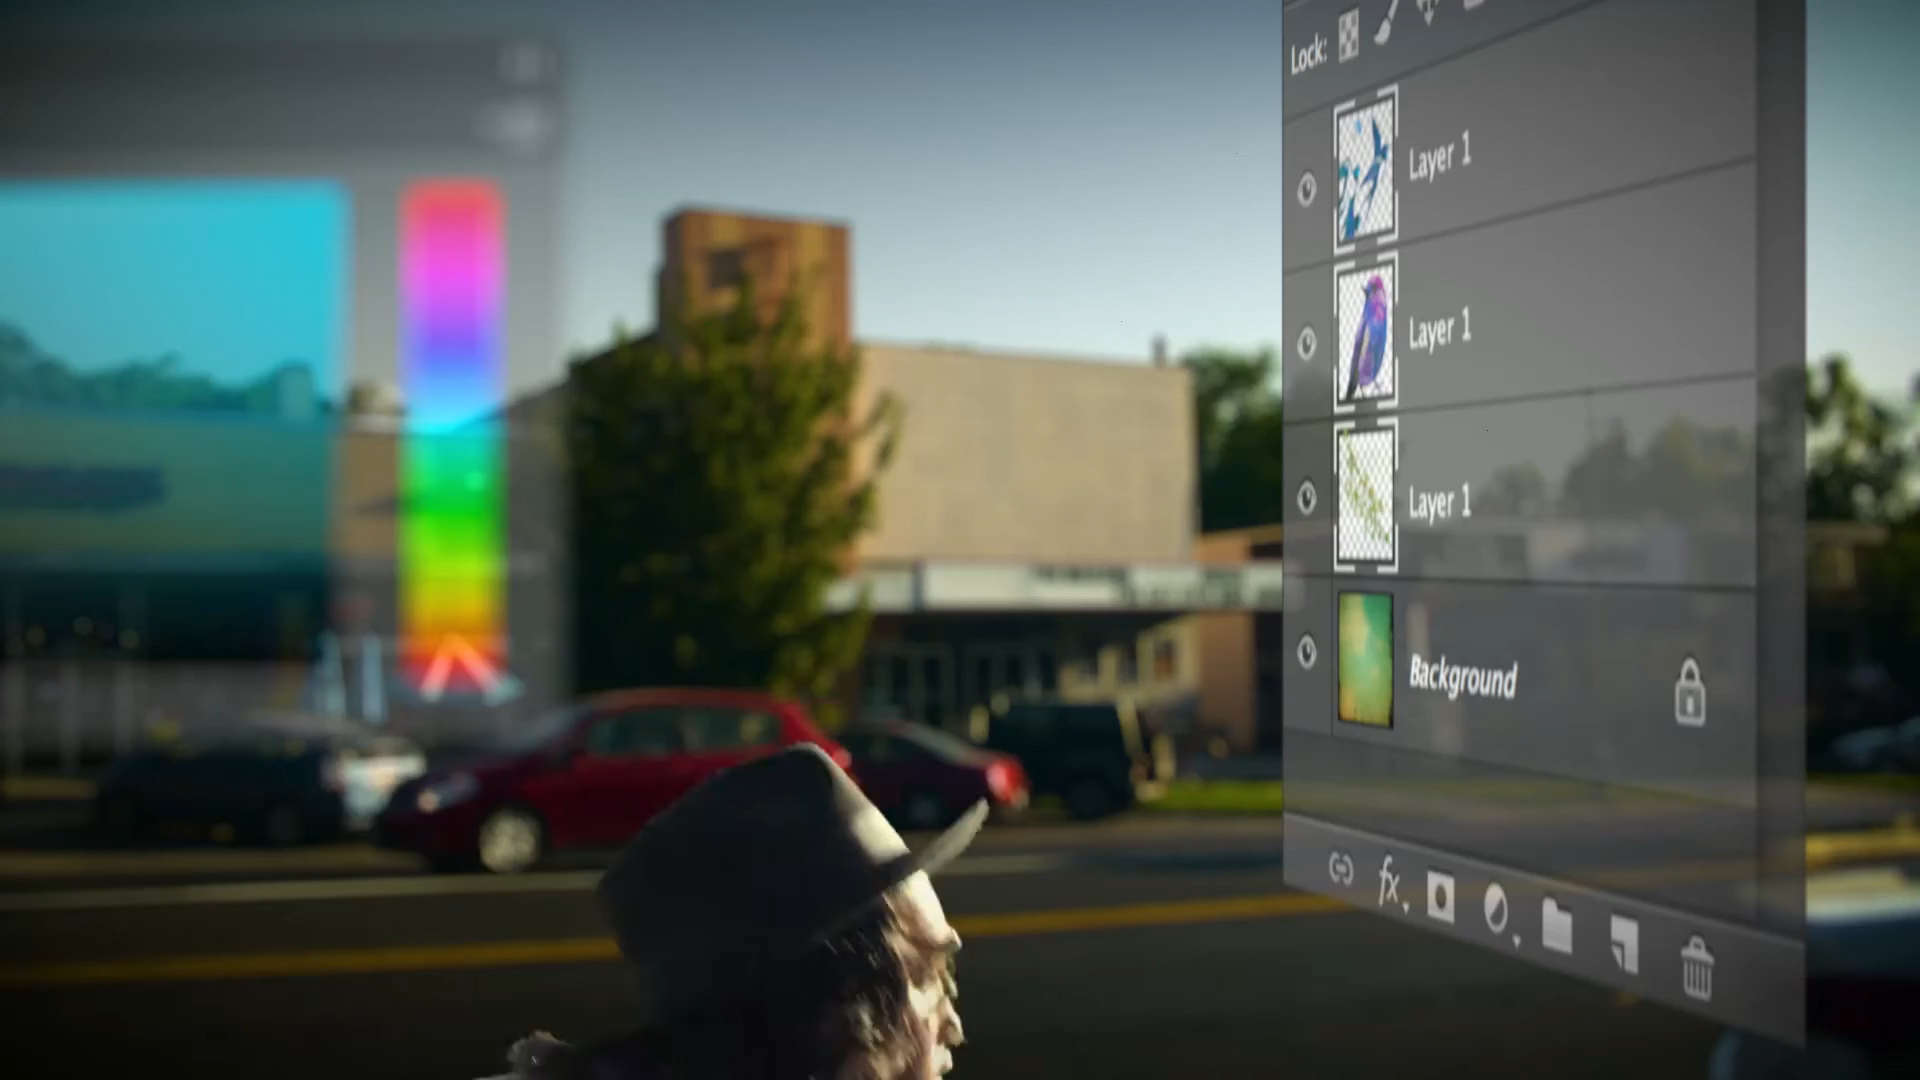 Lock:
Layer 1
Layer 1
Layer 1
Background
fx